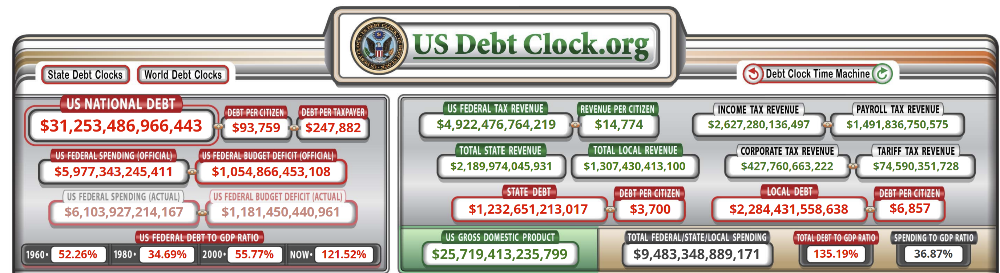 US Debt Clock.org
State Debt Clocks
World Debt Clocks
Debt Clock Time Machine
US NATIONAL DEBT
$31,253,486,966,443
DEBT PER CITIZEN
$93,759
DEBT PER TAXPAYER
$247,882
US FEDERAL SPENDING (OFFICIAL)
$5,977,343,245,411
US FEDERAL BUDGET DEFICIT (OFFICIAL)
$1,054,866,453,108
US FEDERAL SPENDING (ACTUAL)
$6,103,927,214,167
US FEDERAL BUDGET DEFICIT (ACTUAL)
$1,181,450,440,961
US FEDERAL DEBT TO GDP RATIO
1960• 52.26% 1980• 34.69% 2000• 55.77% NOW• 121.52%
US FEDERAL TAX REVENUE
$4,922,476,764,219
REVENUE PER CITIZEN
$14,774
INCOME TAX REVENUE
$2,627,280,136,497
PAYROLL TAX REVENUE
$1,491,836,750,575
TOTAL STATE REVENUE
$2,189,974,045,931
TOTAL LOCAL REVENUE
$1,307,430,413,100
CORPORATE TAX REVENUE
$427,760,663,222
TARIFF TAX REVENUE
$74,590,351,728
STATE DEBT
$1,232,651,213,017
DEBT PER CITIZEN
$3,700
LOCAL DEBT
$2,284,431,558,638
DEBT PER CITIZEN
$6,857
US GROSS DOMESTIC PRODUCT
$25,719,413,235,799
TOTAL FEDERAL/STATE/LOCAL SPENDING
$9,483,348,889,171
TOTAL DEBT TO GDP RATIO
135.19%
SPENDING TO GDP RATIO
36.87%